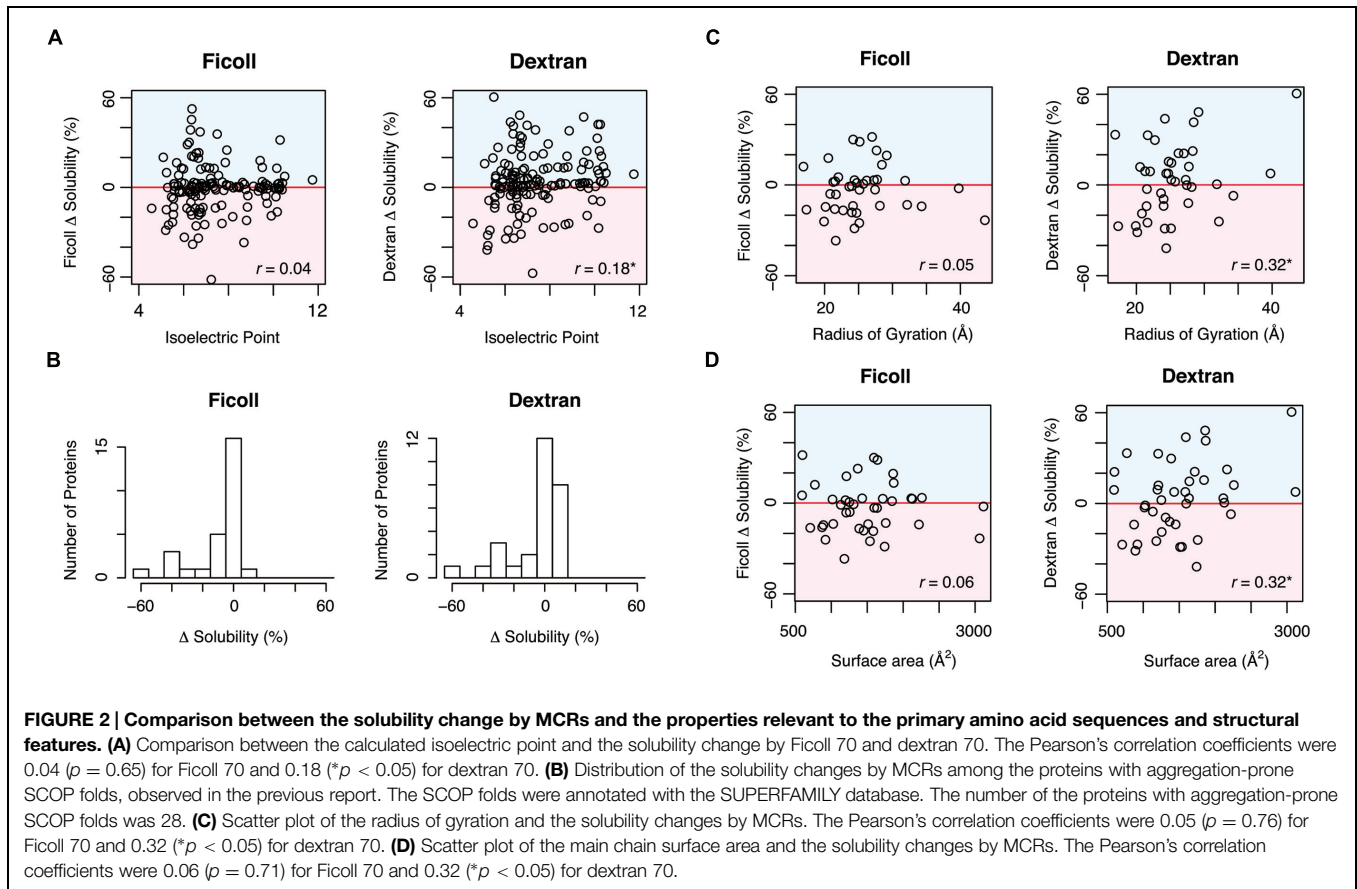 A
Ficoll
Ficoll Δ Solubility (%)
60
0
−60
r = 0.04
4
12
Isoelectric Point
Dextran
Dextran Δ Solubility (%)
60
0
−60
r = 0.18*
4
12
Isoelectric Point
B
Ficoll
Number of Proteins
15
0
−60
0
60
Δ Solubility (%)
Dextran
Number of Proteins
12
0
−60
0
60
Δ Solubility (%)
C
Ficoll
Ficoll Δ Solubility (%)
60
0
−60
r = 0.05
20
40
Radius of Gyration (Å)
Dextran
Dextran Δ Solubility (%)
60
0
−60
r = 0.32*
20
40
Radius of Gyration (Å)
D
Ficoll
Ficoll Δ Solubility (%)
60
0
−60
r = 0.06
500
3000
Surface area (Å²)
Dextran
Dextran Δ Solubility (%)
60
0
−60
r = 0.32*
500
3000
Surface area (Å²)
FIGURE 2 | Comparison between the solubility change by MCRs and the properties relevant to the primary amino acid sequences and structural
features. (A) Comparison between the calculated isoelectric point and the solubility change by Ficoll 70 and dextran 70. The Pearson's correlation coefficients were
0.04 (p = 0.65) for Ficoll 70 and 0.18 (*p < 0.05) for dextran 70. (B) Distribution of the solubility changes by MCRs among the proteins with aggregation-prone
SCOP folds, observed in the previous report. The SCOP folds were annotated with the SUPERFAMILY database. The number of the proteins with aggregation-prone
SCOP folds was 28. (C) Scatter plot of the radius of gyration and the solubility changes by MCRs. The Pearson's correlation coefficients were 0.05 (p = 0.76) for
Ficoll 70 and 0.32 (*p < 0.05) for dextran 70. (D) Scatter plot of the main chain surface area and the solubility changes by MCRs. The Pearson's correlation
coefficients were 0.06 (p = 0.71) for Ficoll 70 and 0.32 (*p < 0.05) for dextran 70.